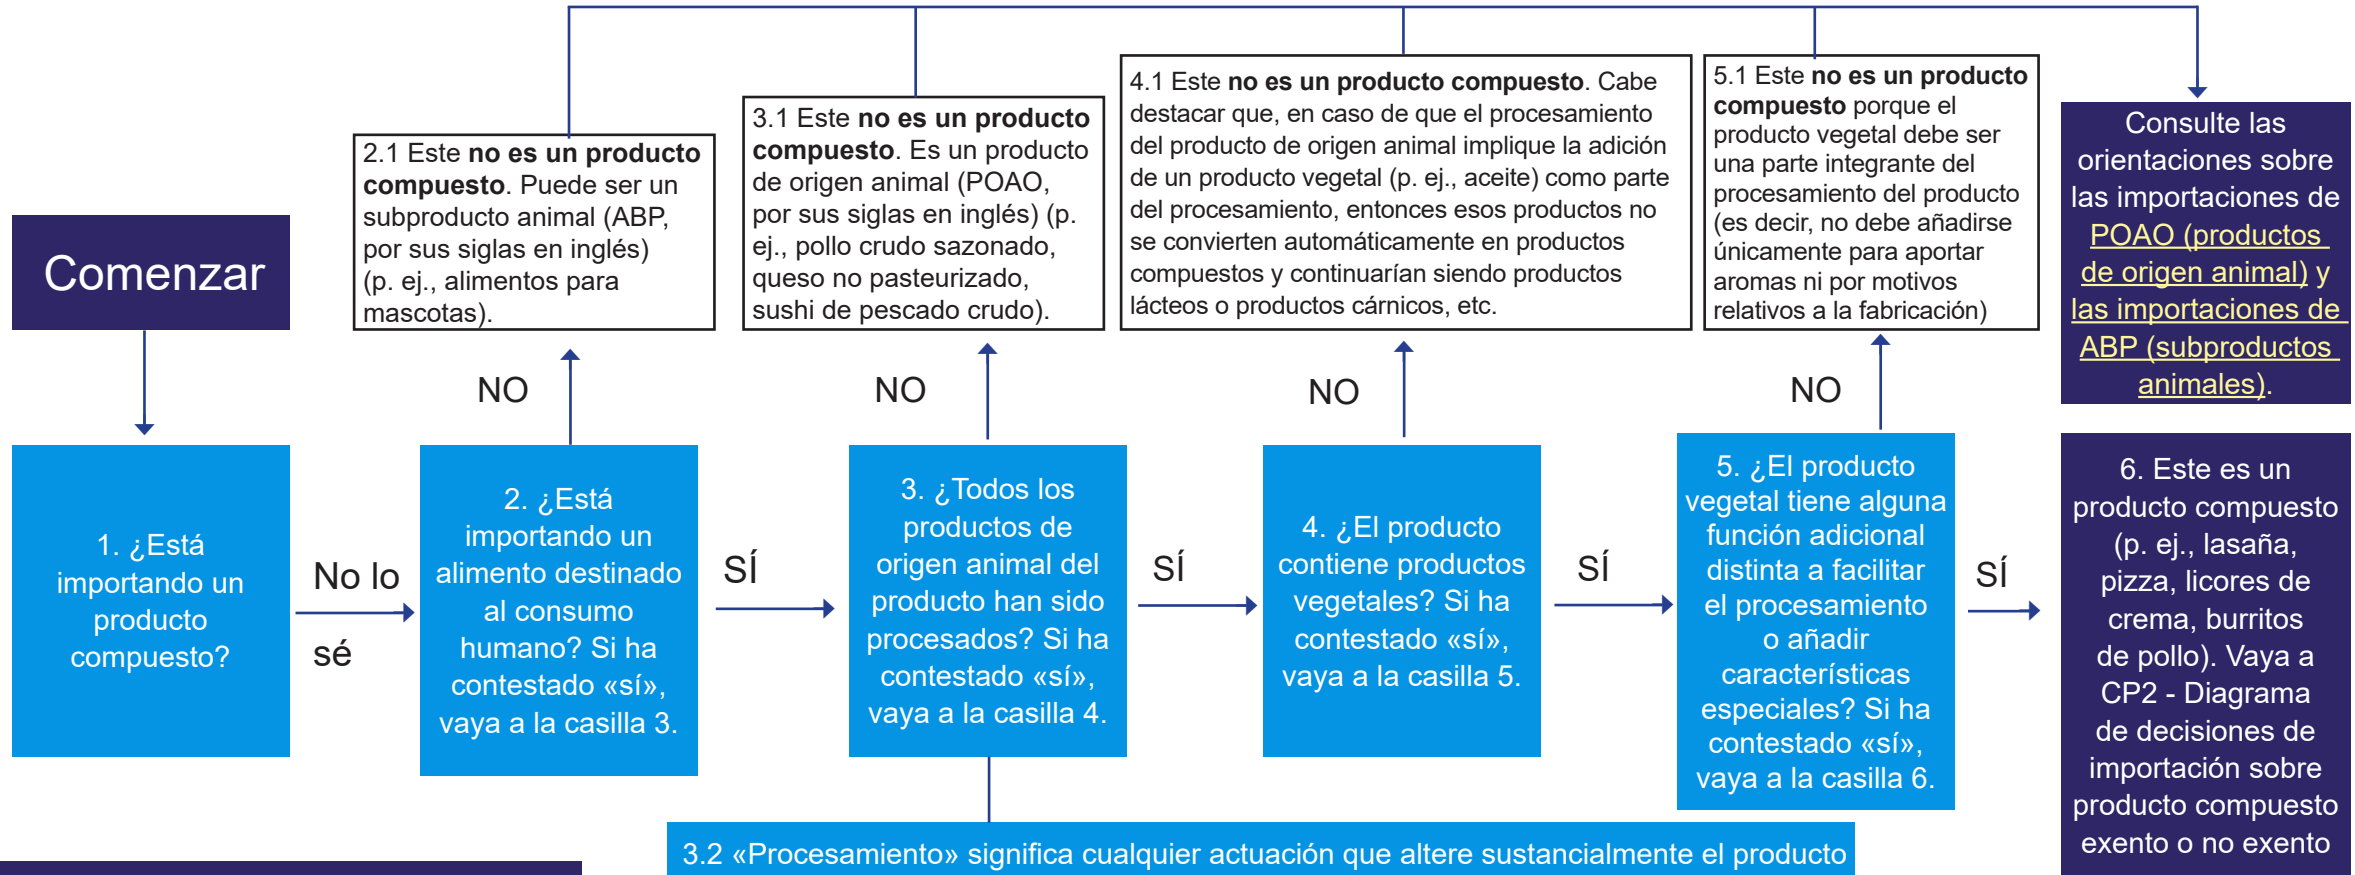 Comenzar
2.1 Este no es un producto
compuesto. Puede ser un
subproducto animal (ABP,
por sus siglas en inglés)
(p. ej., alimentos para
mascotas).
3.1 Este no es un producto
compuesto. Es un producto
de origen animal (POAO,
por sus siglas en inglés) (p.
ej., pollo crudo sazonado,
queso no pasteurizado,
sushi de pescado crudo).
4.1 Este no es un producto compuesto. Cabe
destacar que, en caso de que el procesamiento
del producto de origen animal implique la adición
de un producto vegetal (p. ej., aceite) como parte
del procesamiento, entonces esos productos no
se convierten automáticamente en productos
compuestos y continuarían siendo productos
lácteos o productos cárnicos, etc.
5.1 Este no es un producto
compuesto porque el
producto vegetal debe ser
una parte integrante del
procesamiento del producto
(es decir, no debe añadirse
únicamente para aportar
aromas ni por motivos
relativos a la fabricación)
Consulte las
orientaciones sobre
las importaciones de
POAO (productos
de origen animal) y
las importaciones de
ABP (subproductos
animales).
NO
NO
NO
NO
1. ¿Está
importando un
producto
compuesto?
No lo
sé
2. ¿Está
importando un
alimento destinado
al consumo
humano? Si ha
contestado «sí»,
vaya a la casilla 3.
SÍ
3. ¿Todos los
productos de
origen animal del
producto han sido
procesados? Si ha
contestado «sí»,
vaya a la casilla 4.
SÍ
4. ¿El producto
contiene productos
vegetales? Si ha
contestado «sí»,
vaya a la casilla 5.
SÍ
5. ¿El producto
vegetal tiene alguna
función adicional
distinta a facilitar
el procesamiento
o añadir
características
especiales? Si ha
contestado «sí»,
vaya a la casilla 6.
SÍ
6. Este es un
producto compuesto
(p. ej., lasaña,
pizza, licores de
crema, burritos
de pollo). Vaya a
CP2 - Diagrama
de decisiones de
importación sobre
producto compuesto
exento o no exento
3.2 «Procesamiento» significa cualquier actuación que altere sustancialmente el producto